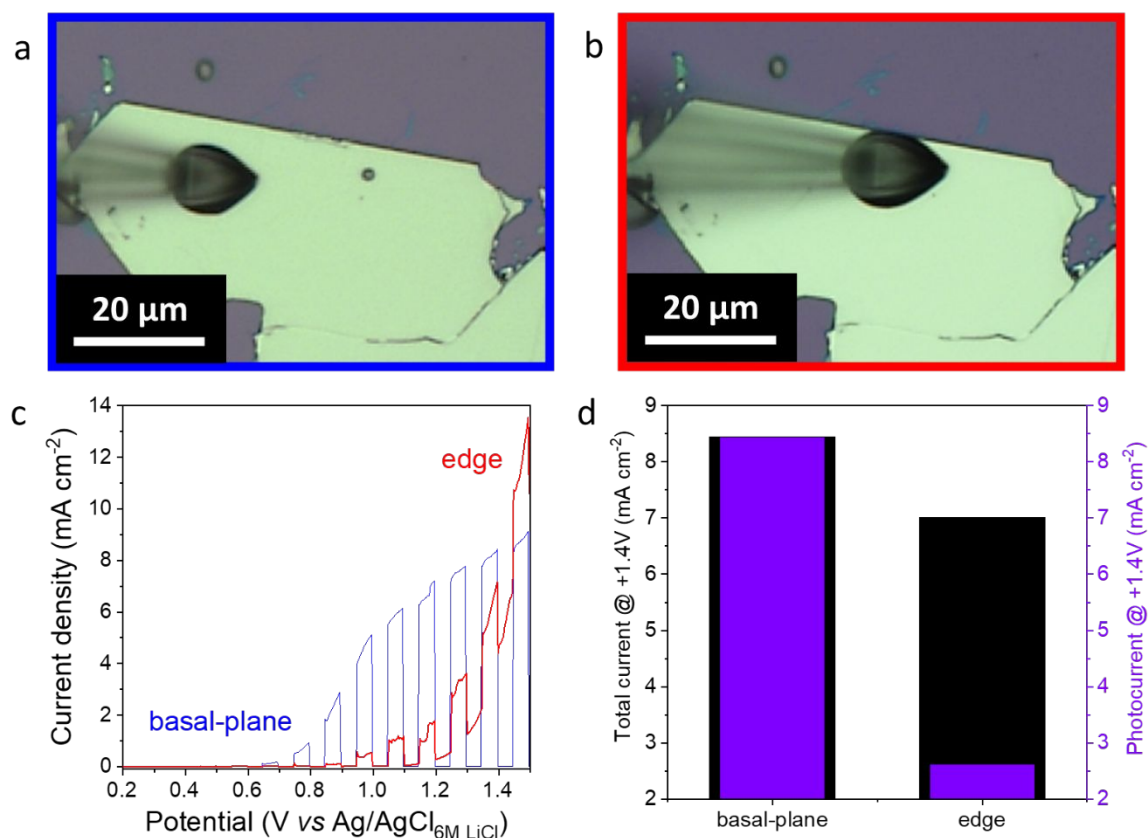 a
b
20 µm
20 µm
c
14
12
10
8
6
4
2
0
Current density (mA cm⁻²)
edge
basal-plane
0.2 0.4 0.6 0.8 1.0 1.2 1.4
Potential (V vs Ag/AgCl6M LiCl)
d
9
8
7
6
5
4
3
2
Total current @ +1.4V (mA cm⁻²)
basal-plane edge
9
8
7
6
5
4
3
2
Photocurrent @ +1.4V (mA cm⁻²)